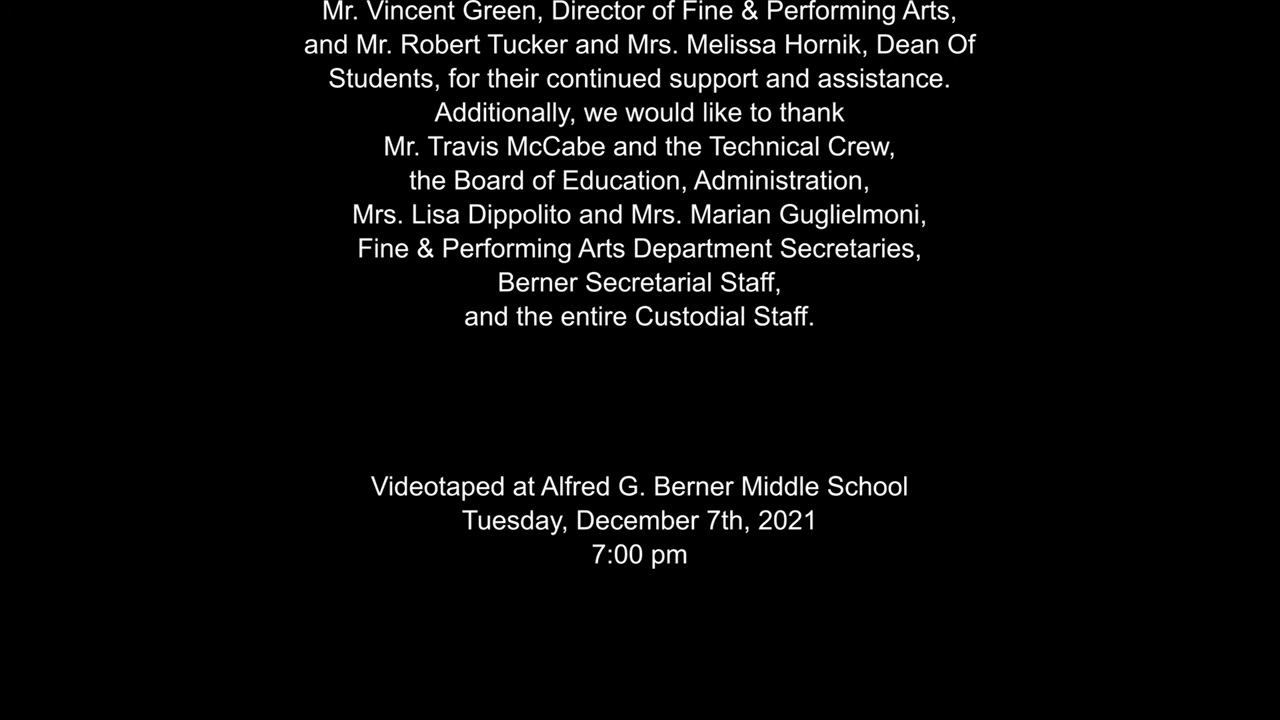 Mr. Vincent Green, Director of Fine & Performing Arts,
and Mr. Robert Tucker and Mrs. Melissa Hornik, Dean Of
Students, for their continued support and assistance.
Additionally, we would like to thank
Mr. Travis McCabe and the Technical Crew,
the Board of Education, Administration,
Mrs. Lisa Dippolito and Mrs. Marian Guglielmoni,
Fine & Performing Arts Department Secretaries,
Berner Secretarial Staff,
and the entire Custodial Staff.
Videotaped at Alfred G. Berner Middle School
Tuesday, December 7th, 2021
7:00 pm